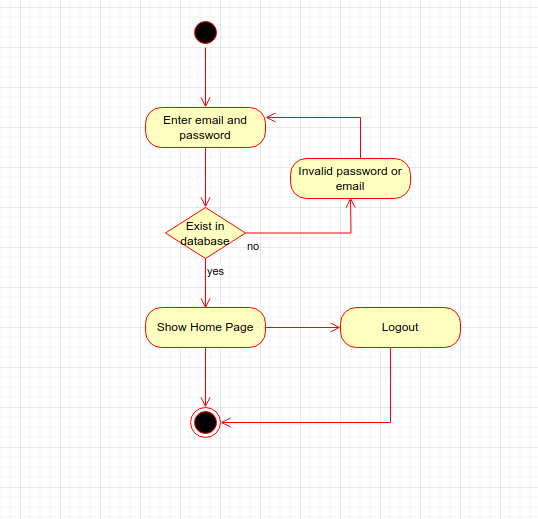 Enter email and
password
Invalid password or
email
Exist in
database
no
yes
Show Home Page
Logout